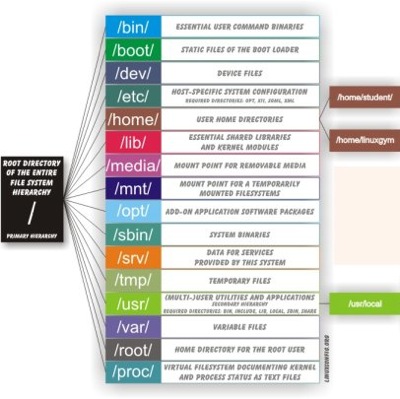 ROOT DIRECTORY
OF THE ENTIRE
FILE SYSTEM
HIERARCHY
/
PRIMARY HIERARCHY
/bin/
ESSENTIAL USER COMMAND BINARIES
/boot/
STATIC FILES OF THE BOOT LOADER
/dev/
DEVICE FILES
/etc/
HOST-SPECIFIC SYSTEM CONFIGURATION
REQUIRED DIRECTORIES: OPT, XII, SGML, XML
/home/
USER HOME DIRECTORIES
/lib/
ESSENTIAL SHARED LIBRARIES
AND KERNEL MODULES
/media/
MOUNT POINT FOR REMOVABLE MEDIA
/mnt/
MOUNT POINT FOR A TEMPORARILY
MOUNTED FILESYSTEMS
/opt/
ADD-ON APPLICATION SOFTWARE PACKAGES
/sbin/
SYSTEM BINARIES
/srv/
DATA FOR SERVICES
PROVIDED BY THIS SYSTEM
/tmp/
TEMPORARY FILES
/usr/
(MULTI-)USER UTILITIES AND APPLICATIONS
SECONDARY HIERARCHY
REQUIRED DIRECTORIES: BIN, INCLUDE, LIB, LOCAL, SBIN, SHARE
/var/
VARIABLE FILES
/root/
HOME DIRECTORY FOR THE ROOT USER
/proc/
VIRTUAL FILESYSTEM DOCUMENTING KERNEL
AND PROCESS STATUS AS TEXT FILES
/home/student/
/home/linuxgym
/usr/local
LINUXCONFIG.ORG